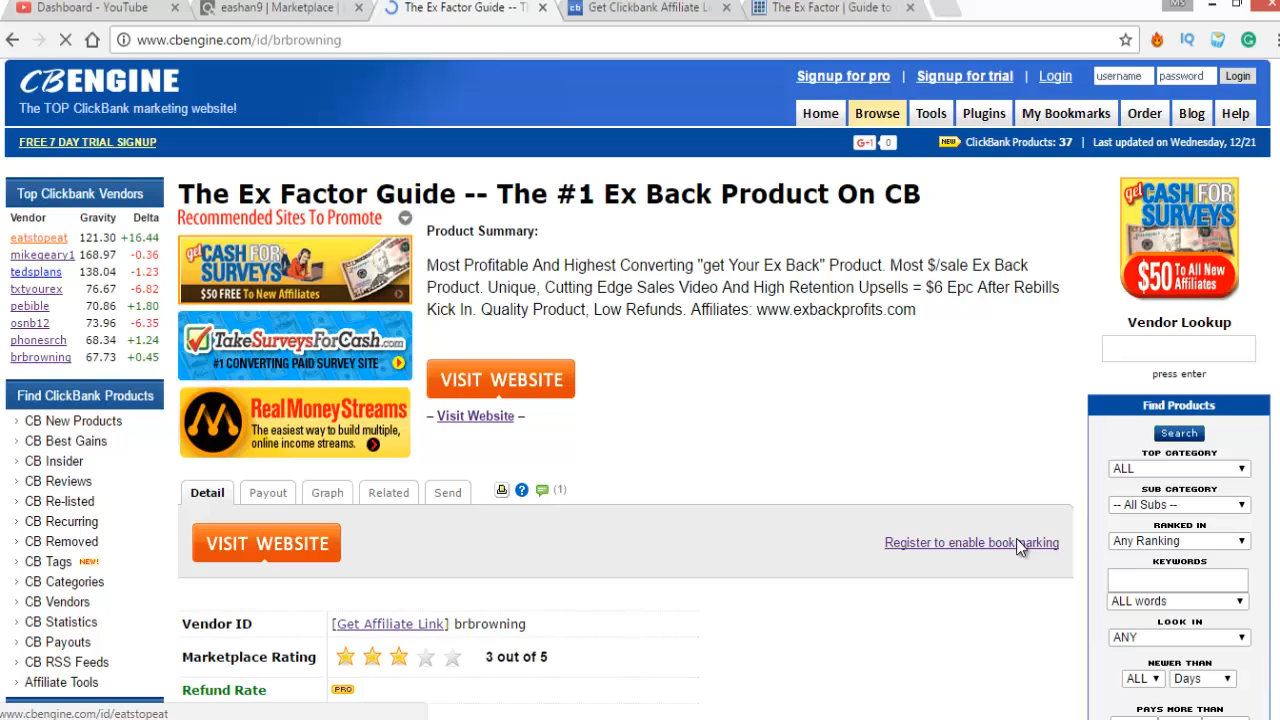 Dashboard - YouTube
eashan9 | Marketplace |
The Ex Factor Guide -- Th
Get Clickbank Affiliate Li
The Ex Factor | Guide to
MS
www.cbengine.com/id/brbrowning
CBENGINE
The TOP ClickBank marketing website!
Signup for pro | Signup for trial | Login
username
password
Login
Home
Browse
Tools
Plugins
My Bookmarks
Order
Blog
Help
FREE 7 DAY TRIAL SIGNUP
G+1 0
NEW ClickBank Products: 37 | Last updated on Wednesday, 12/21
Top Clickbank Vendors
Vendor Gravity Delta
eatstopeat 121.30 +16.44
mikegeary1 168.97 -0.36
tedsplans 138.04 -1.23
txtyourex 76.67 -6.82
pebible 70.86 +1.80
osnb12 73.96 -6.35
phonesrch 68.34 +1.24
brbrowning 67.73 +0.45
Find ClickBank Products
CB New Products
CB Best Gains
CB Insider
CB Reviews
CB Re-listed
CB Recurring
CB Removed
CB Tags NEW!
CB Categories
CB Vendors
CB Statistics
CB Payouts
CB RSS Feeds
Affiliate Tools
www.cbengine.com/id/eatstopeat
The Ex Factor Guide -- The #1 Ex Back Product On CB
Recommended Sites To Promote
get CASH FOR SURVEYS
$50 FREE To New Affiliates
TakeSurveysForCash.com
#1 CONVERTING PAID SURVEY SITE
Real Money Streams
The easiest way to build multiple,
online income streams.
Product Summary:
Most Profitable And Highest Converting "get Your Ex Back" Product. Most $/sale Ex Back
Product. Unique, Cutting Edge Sales Video And High Retention Upsells = $6 Epc After Rebills
Kick In. Quality Product, Low Refunds. Affiliates: www.exbackprofits.com
VISIT WEBSITE
– Visit Website –
Detail
Payout
Graph
Related
Send
(1)
VISIT WEBSITE
Register to enable bookmarking
Vendor ID [Get Affiliate Link] brbrowning
Marketplace Rating 3 out of 5
Refund Rate PRO
get CASH FOR SURVEYS
$50 To All New Affiliates
Vendor Lookup
press enter
Find Products
Search
TOP CATEGORY
ALL
SUB CATEGORY
-- All Subs --
RANKED IN
Any Ranking
KEYWORDS
ALL words
LOOK IN
ANY
NEWER THAN
ALL
Days
PAYS MORE THAN